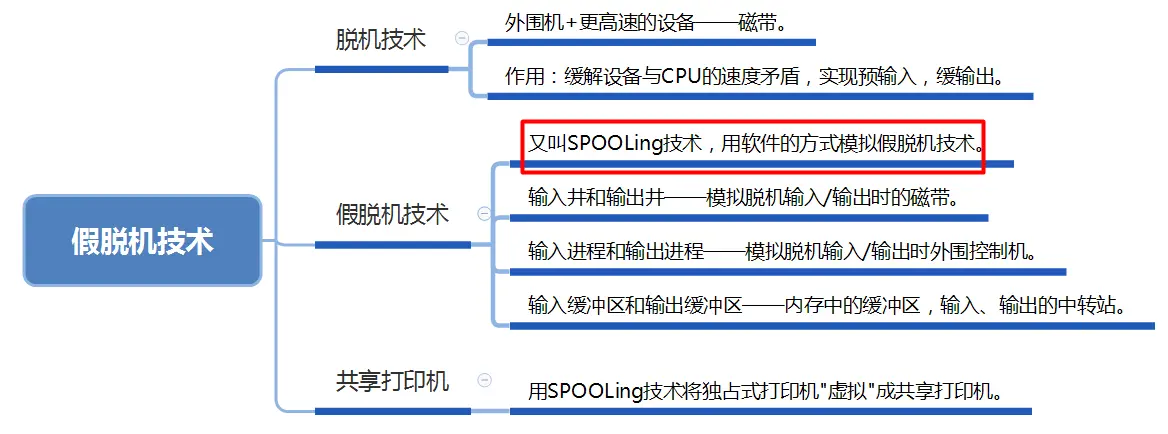 脱机技术
外围机+更高速的设备——磁带。
作用：缓解设备与CPU的速度矛盾，实现预输入，缓输出。
假脱机技术
假脱机技术
又叫SPOOLing技术，用软件的方式模拟假脱机技术。
输入井和输出井——模拟脱机输入/输出时的磁带。
输入进程和输出进程——模拟脱机输入/输出时外围控制机。
输入缓冲区和输出缓冲区——内存中的缓冲区，输入、输出的中转站。
共享打印机
用SPOOLing技术将独占式打印机"虚拟"成共享打印机。